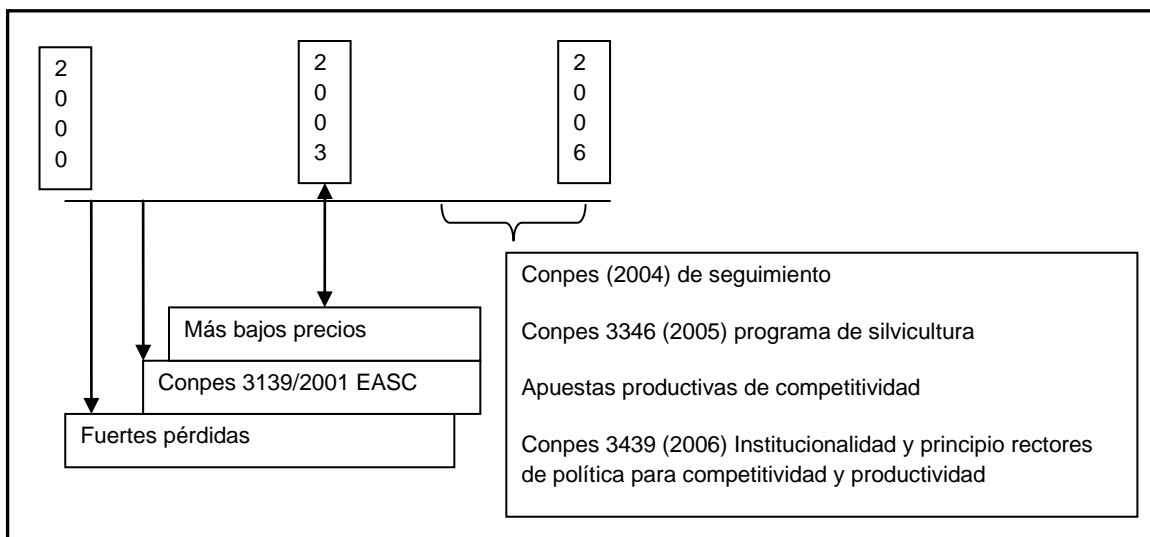 2000
2003
2006
Más bajos precios
Conpes 3139/2001 EASC
Fuertes pérdidas
Conpes (2004) de seguimiento
Conpes 3346 (2005) programa de silvicultura
Apuestas productivas de competitividad
Conpes 3439 (2006) Institucionalidad y principio rectores
de política para competitividad y productividad